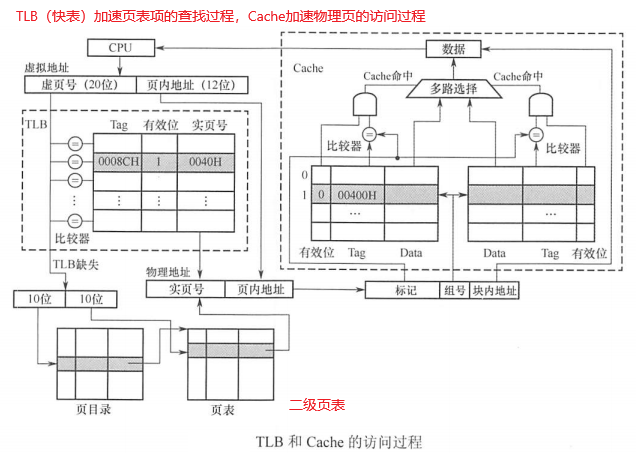 TLB（快表）加速页表项的查找过程，Cache加速物理页的访问过程
CPU
数据
虚拟地址
虚页号（20位） 页内地址（12位）
Cache
Cache命中 Cache命中
多路选择
TLB
Tag 有效位 实页号
0008CH 1 0040H
⋮ ⋮ ⋮ ⋮
比较器
= = = =
比较器 = = 比较器
0
1 0 00400H
… …
有效位 Tag Data Data Tag 有效位
TLB缺失
物理地址
10位 10位
实页号 页内地址
标记 组号 块内地址
页目录 页表
二级页表
TLB 和 Cache 的访问过程